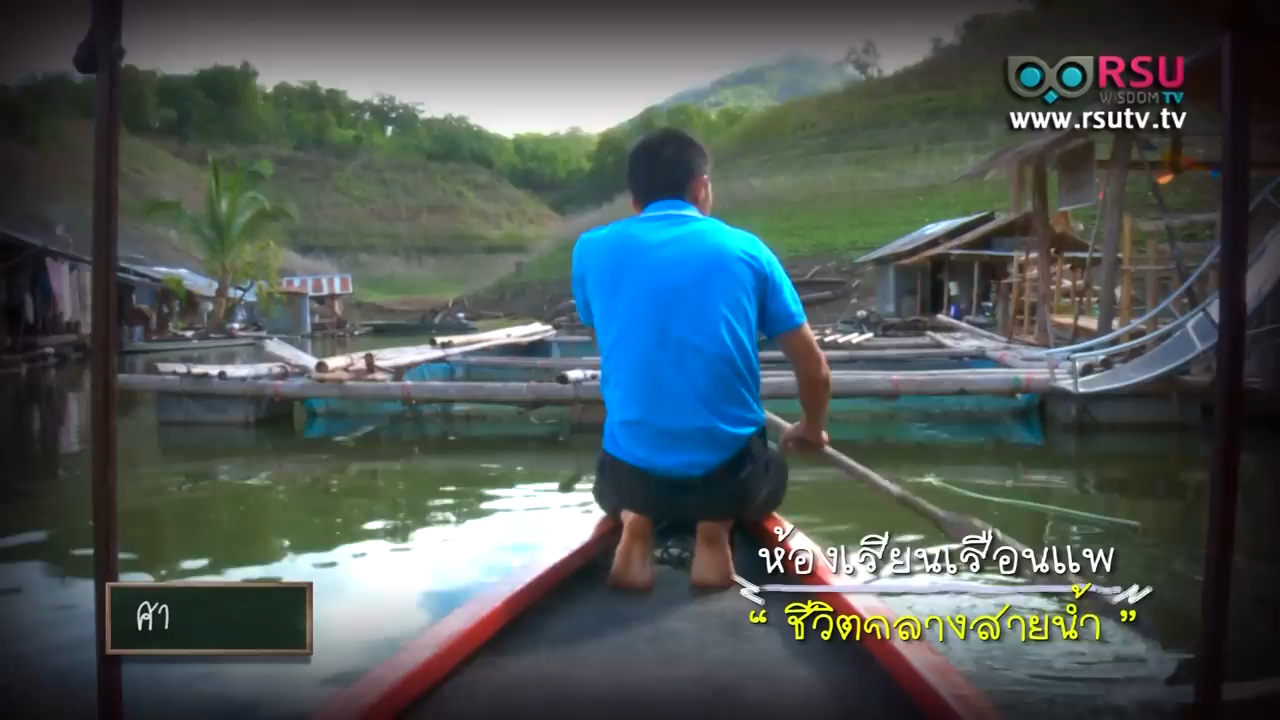 RSU
WISDOM TV
www.rsutv.tv
ห้องเรียนเรือนแพ
“ ชีวิตกลางสายน้ำ ”
ศา